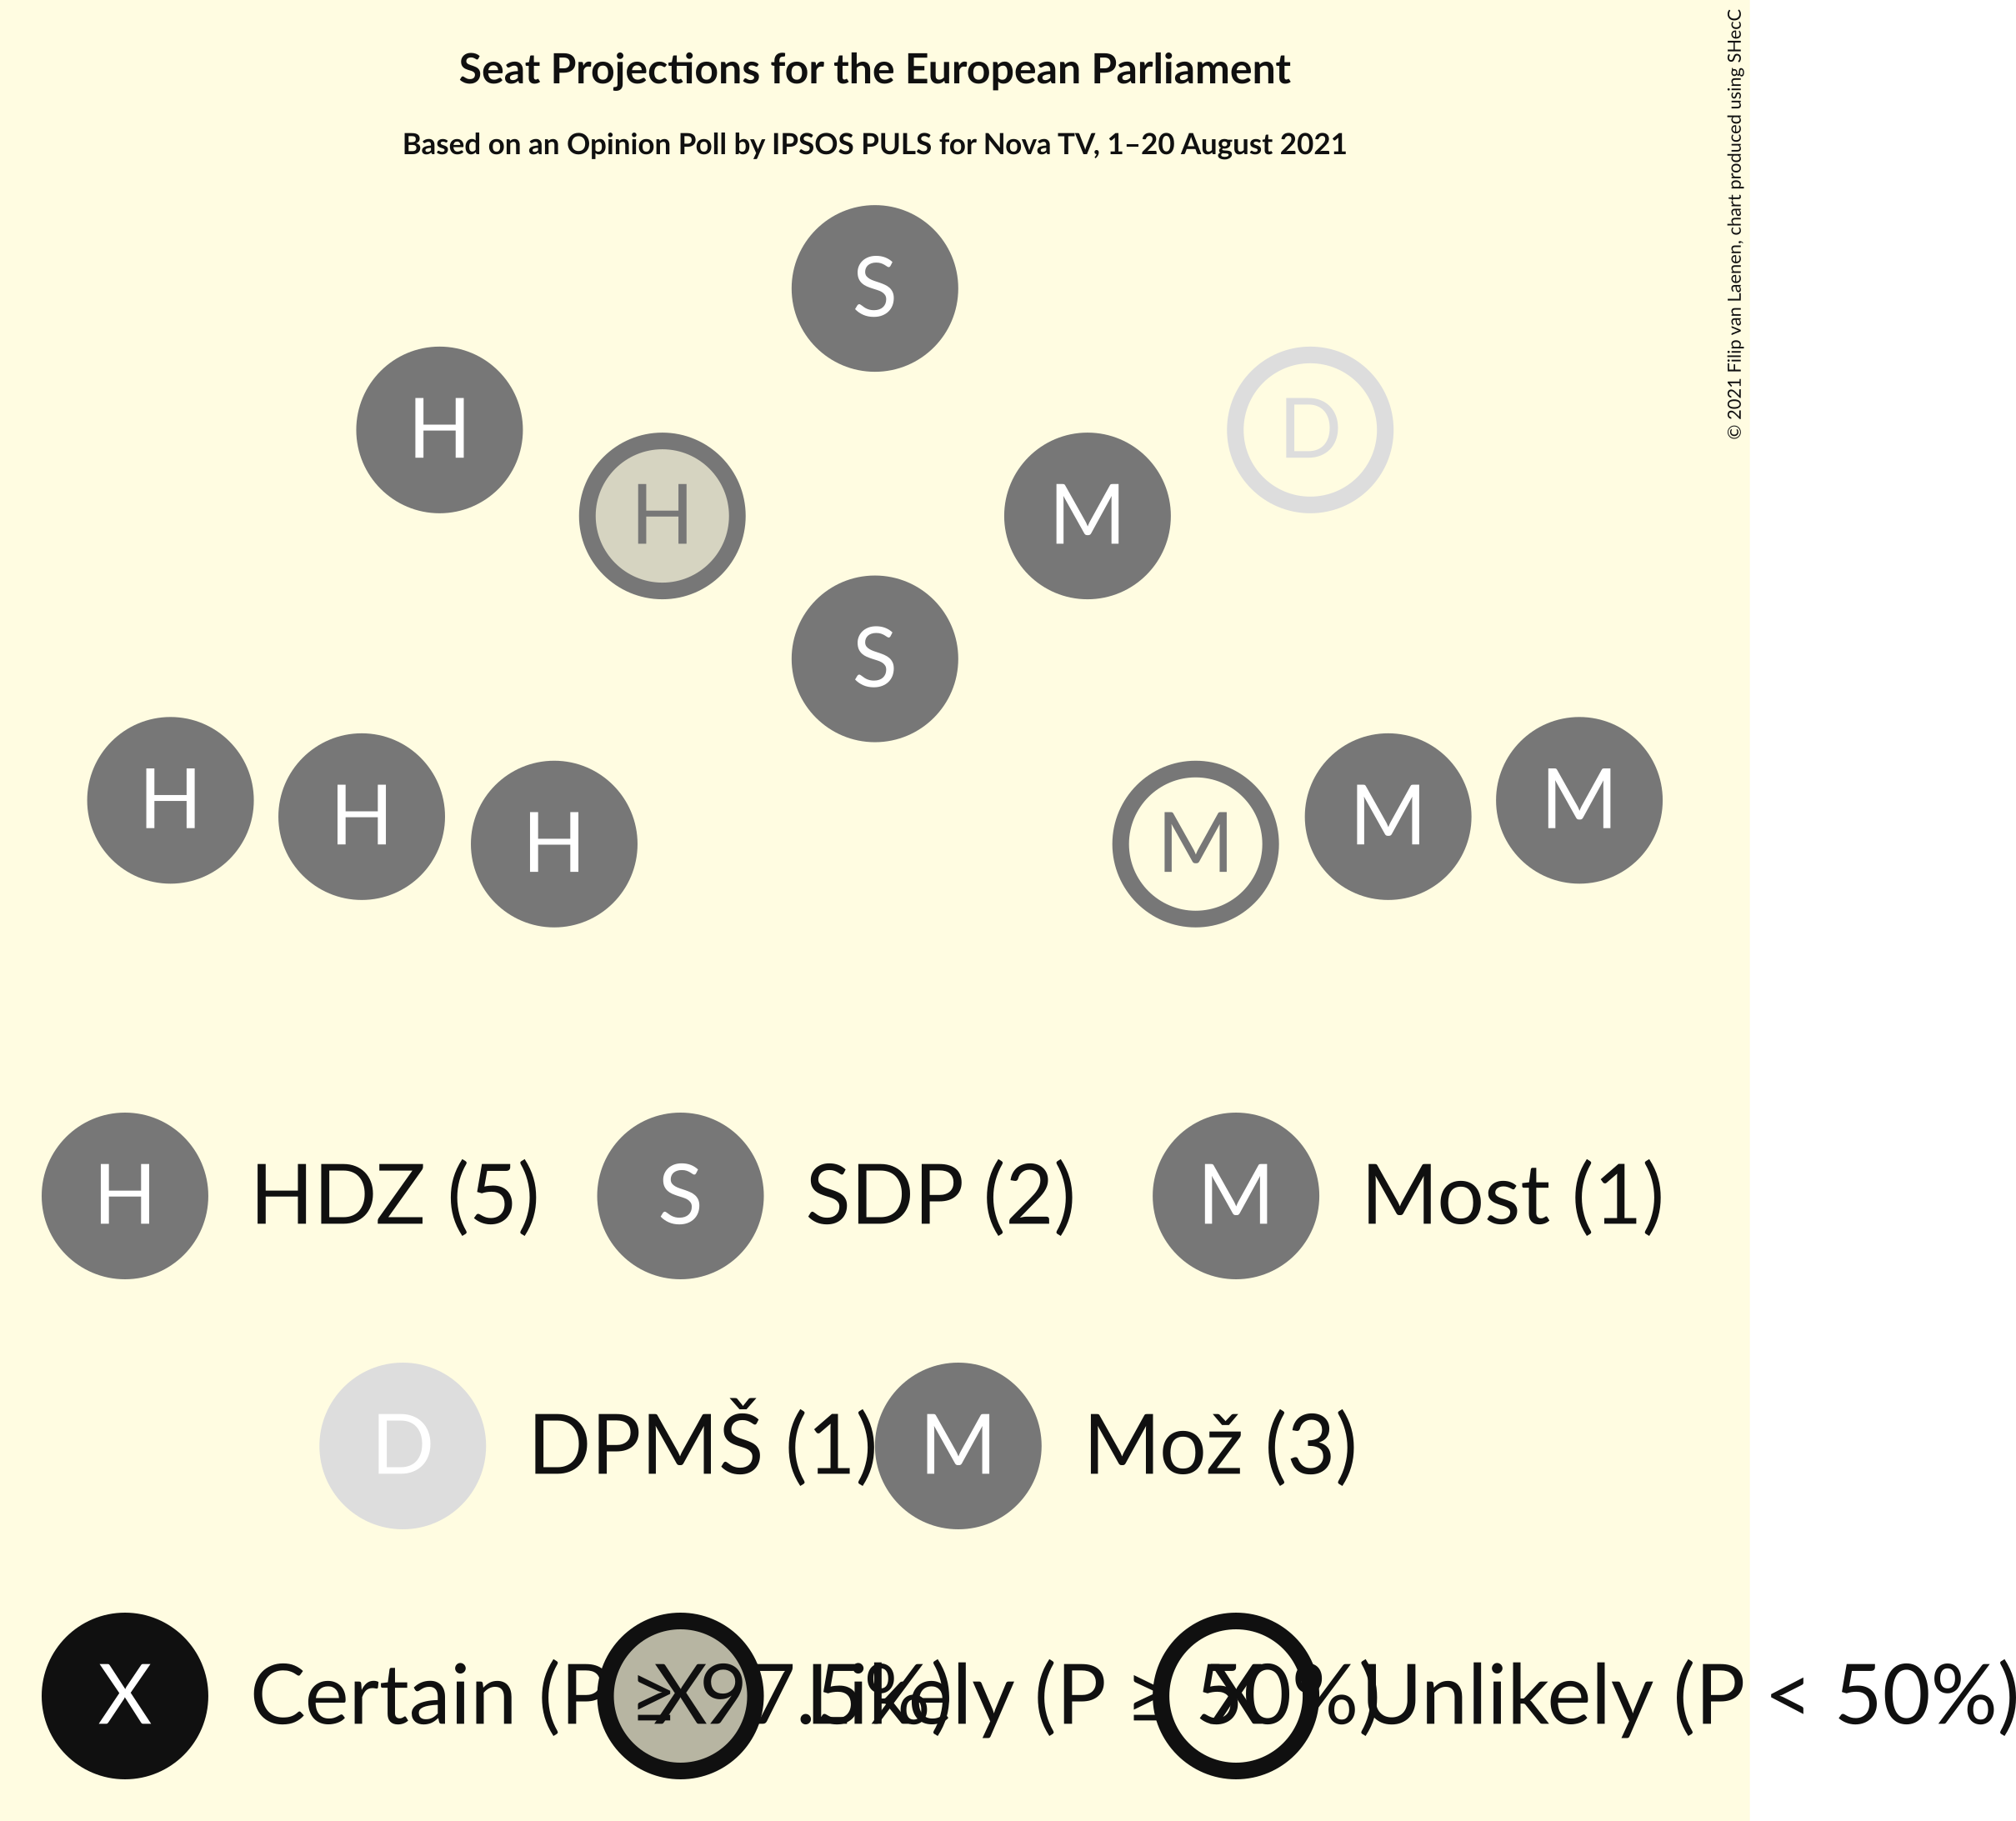 Seat Projections for the European Parliament
Based on an Opinion Poll by IPSOS PULS for Nova TV, 1–20 August 2021
© 2021 Filip van Laenen, chart produced using SHecC
S
H
D
H
M
S
H
H
H
M
M
M
H HDZ (5) S SDP (2) M Most (1)
D DPMŠ (1) M Mož (3)
X Certain (P ≥ 97.5%) X Likely (P ≥ 50%) X Unlikely (P < 50%)